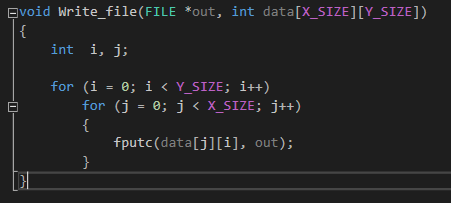 void Write_file(FILE *out, int data[X_SIZE][Y_SIZE])
{
    int  i, j;

    for (i = 0; i < Y_SIZE; i++)
        for (j = 0; j < X_SIZE; j++)
        {
            fputc(data[j][i], out);
        }
}